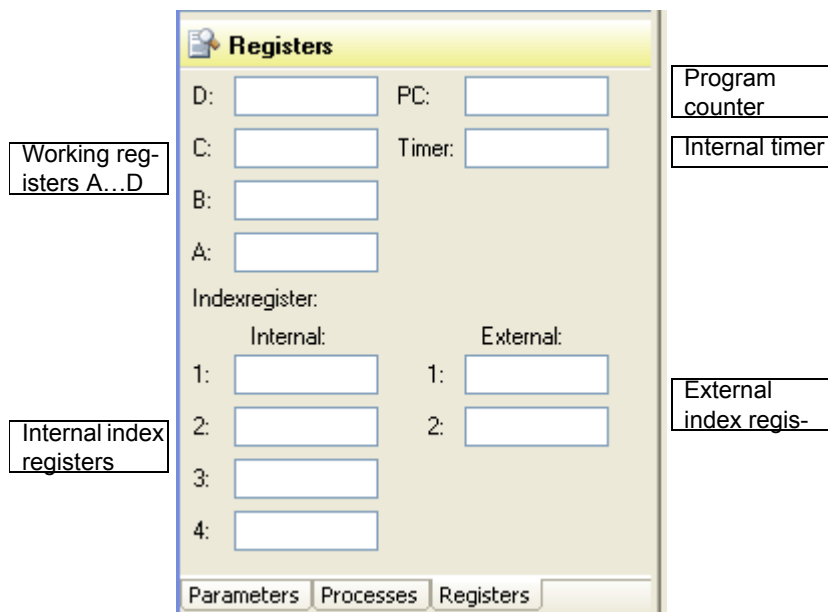 Registers
D: PC:
Program
counter
C: Timer:
Internal timer
Working reg-
isters A...D
B:
A:
Indexregister:
Internal: External:
1: 1:
External
index regis-
2: 2:
Internal index
registers
3:
4:
Parameters Processes Registers